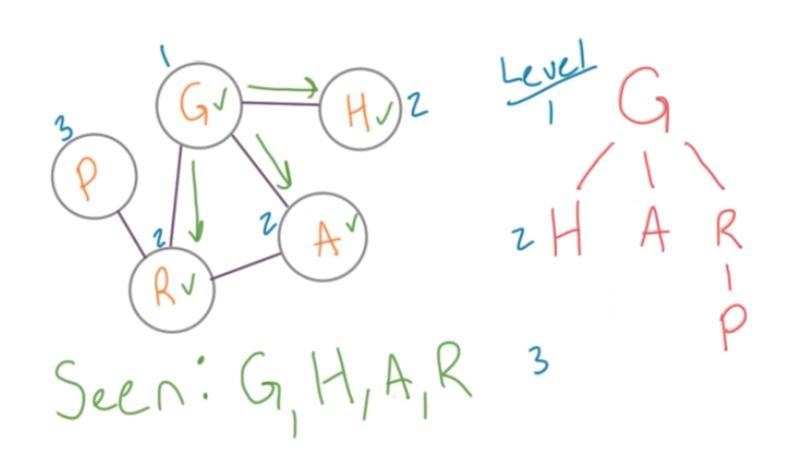 1
G✓
H✓ 2
3
P
2
A✓
2
R✓
Seen: G, H, A, R
Level
1 G
2 H A R
P
3